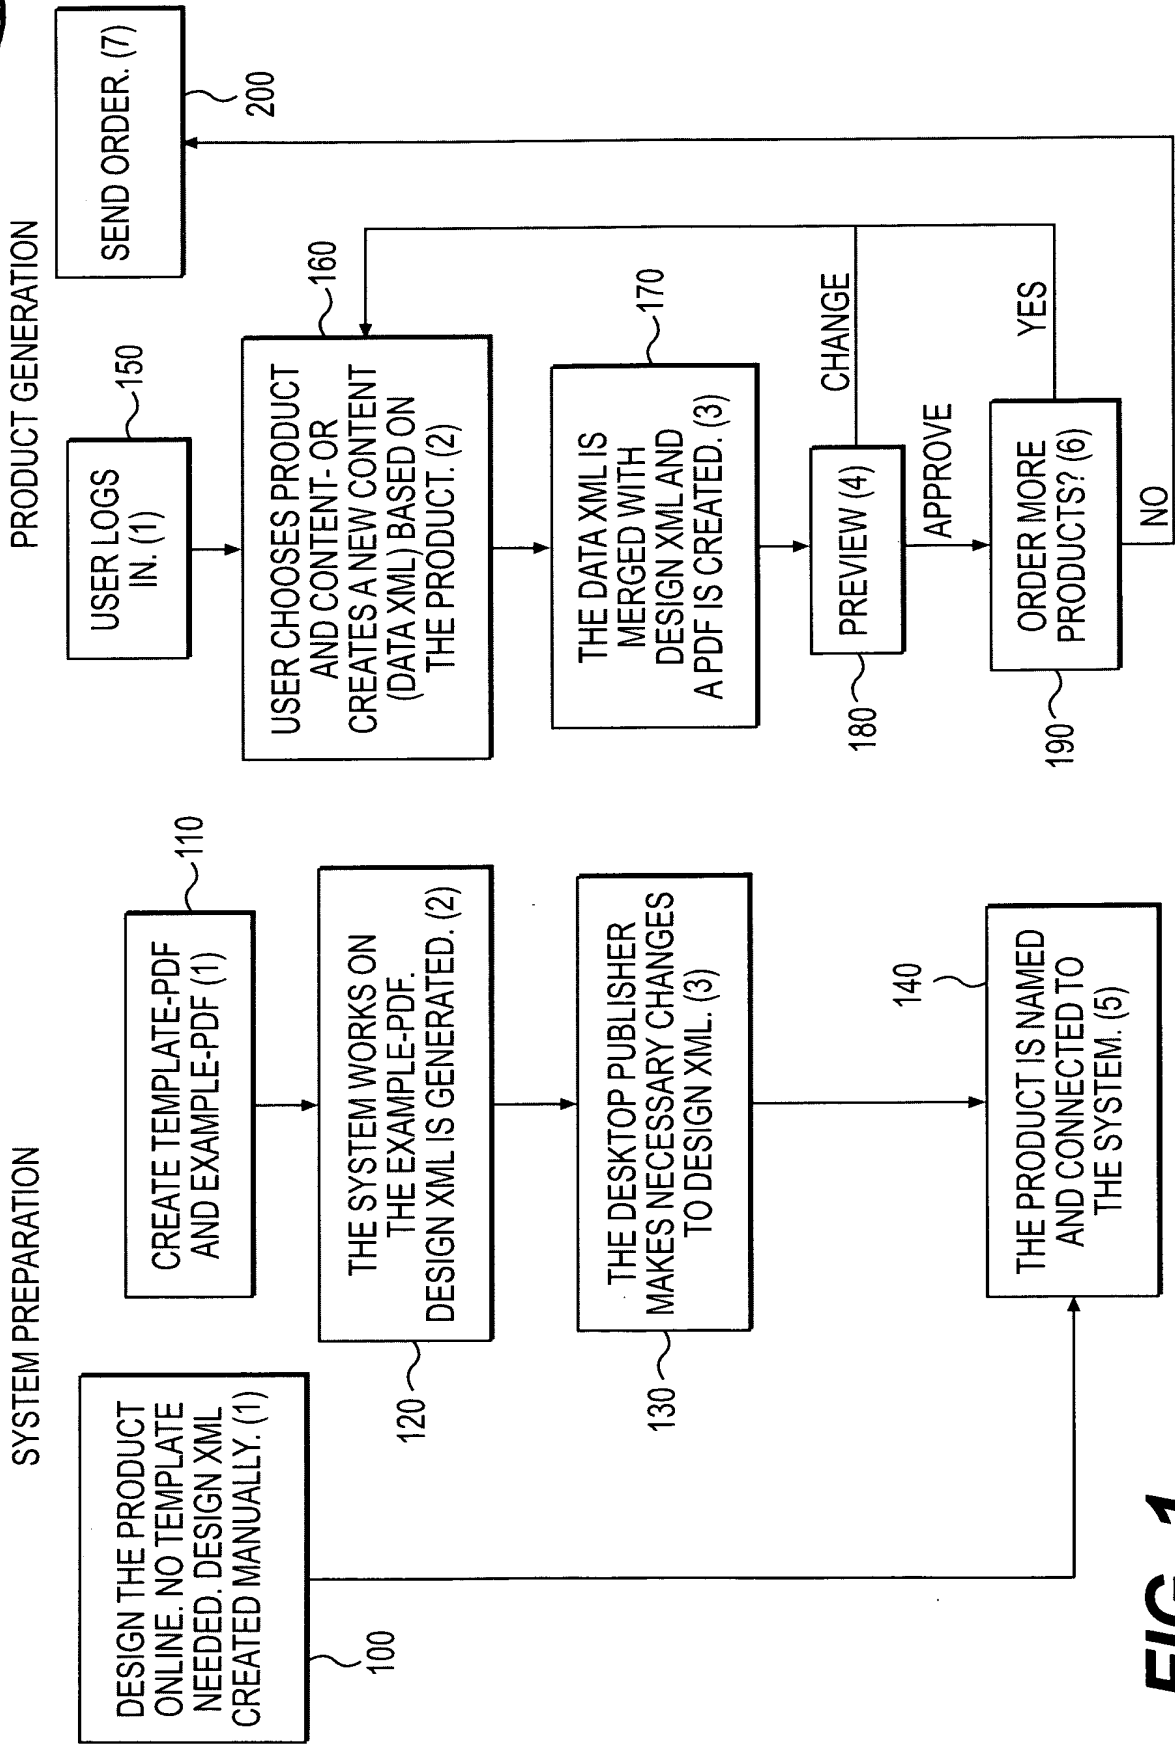 SYSTEM PREPARATION
DESIGN THE PRODUCT
ONLINE. NO TEMPLATE
NEEDED. DESIGN XML
CREATED MANUALLY. (1)
100
CREATE TEMPLATE-PDF
AND EXAMPLE-PDF (1)
110
THE SYSTEM WORKS ON
THE EXAMPLE-PDF.
DESIGN XML IS GENERATED. (2)
120
THE DESKTOP PUBLISHER
MAKES NECESSARY CHANGES
TO DESIGN XML. (3)
130
140
THE PRODUCT IS NAMED
AND CONNECTED TO
THE SYSTEM. (5)
PRODUCT GENERATION
USER LOGS
IN. (1)
150
USER CHOOSES PRODUCT
AND CONTENT- OR
CREATES A NEW CONTENT
(DATA XML) BASED ON
THE PRODUCT. (2)
160
THE DATA XML IS
MERGED WITH
DESIGN XML AND
A PDF IS CREATED. (3)
170
PREVIEW (4)
180
CHANGE
APPROVE
ORDER MORE
PRODUCTS? (6)
190
YES
NO
SEND ORDER. (7)
200
FIG. 1